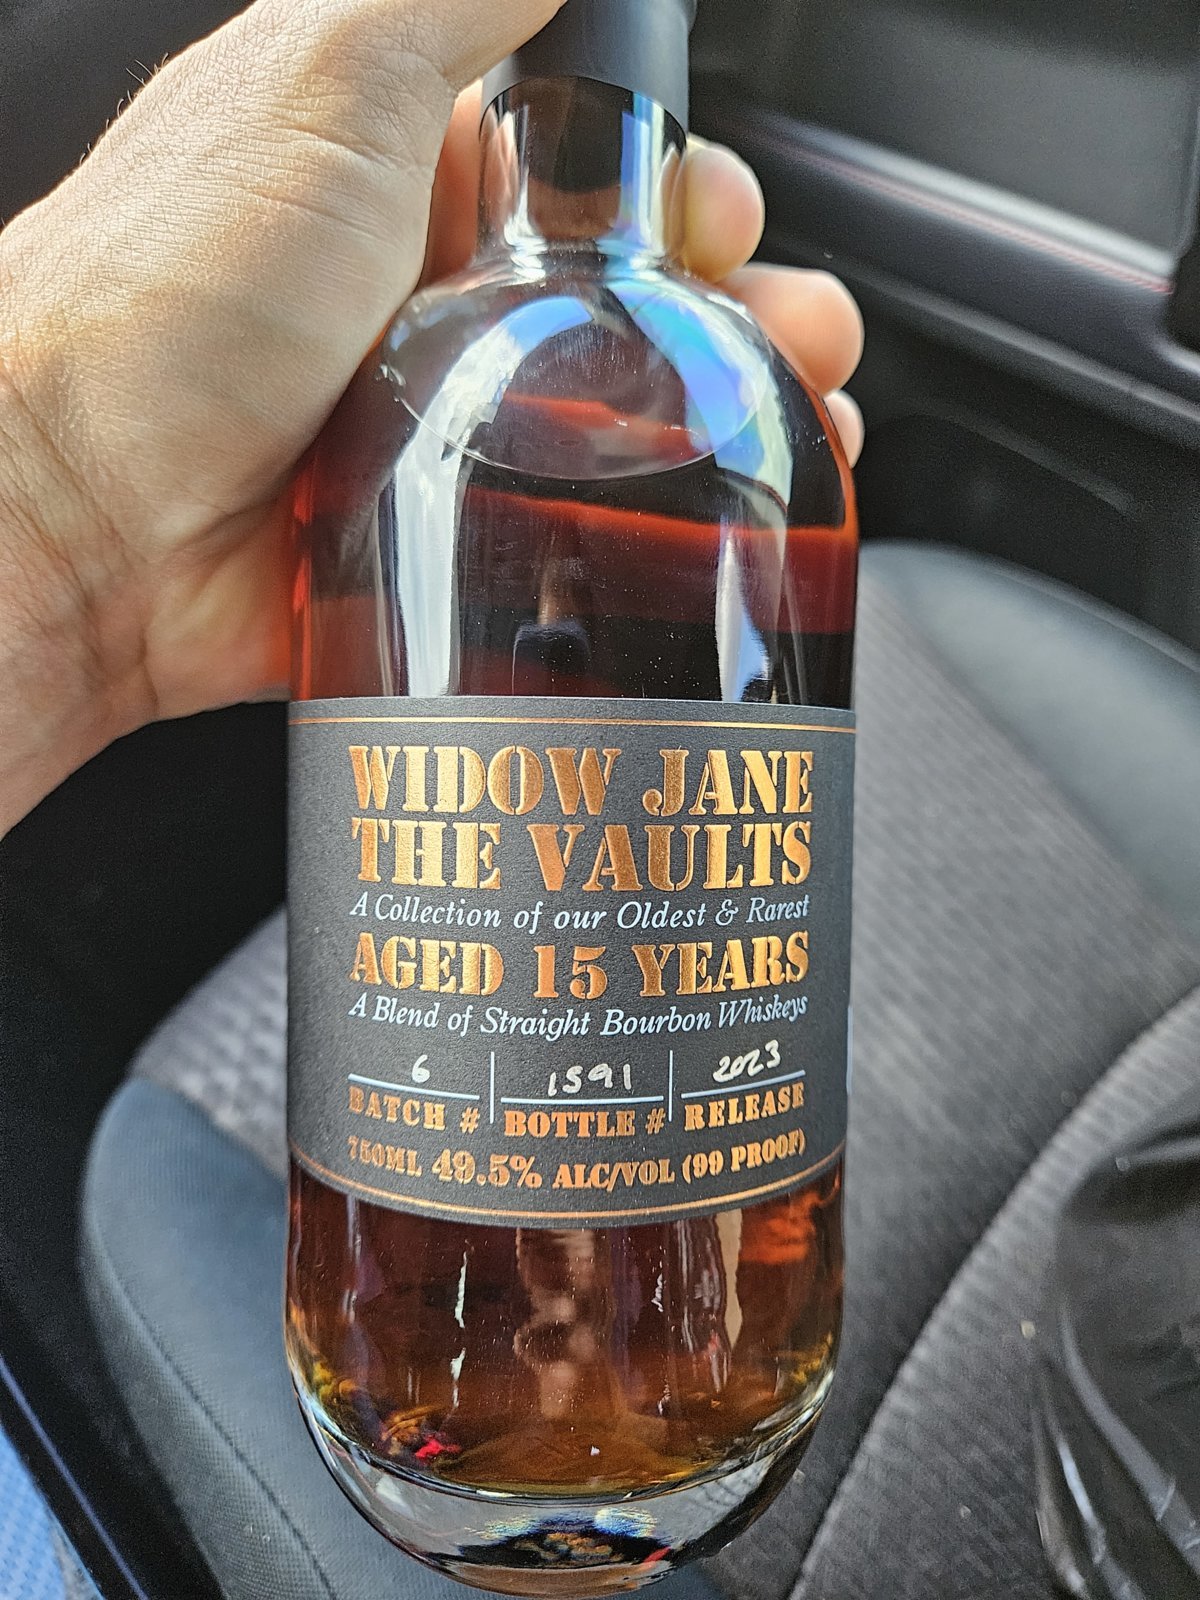 WIDOW JANE
THE VAULTS
A Collection of our Oldest & Rarest
AGED 15 YEARS
A Blend of Straight Bourbon Whiskeys
6 1591 2023
BATCH # BOTTLE # RELEASE
750ML 49.5% ALC/VOL (99 PROOF)